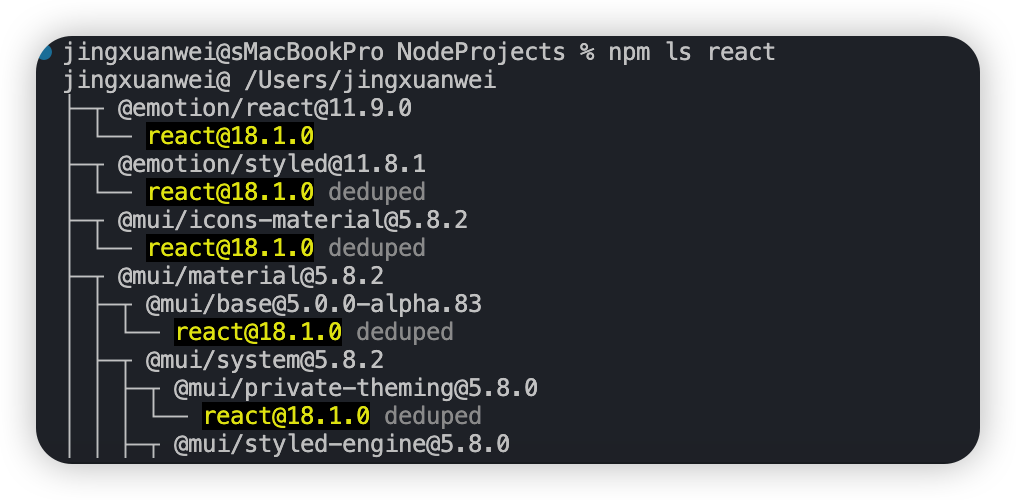 jingxuanwei@sMacBookPro NodeProjects % npm ls react
jingxuanwei@ /Users/jingxuanwei
├─┬ @emotion/react@11.9.0
│ └── react@18.1.0
├─┬ @emotion/styled@11.8.1
│ └── react@18.1.0 deduped
├─┬ @mui/icons-material@5.8.2
│ └── react@18.1.0 deduped
├─┬ @mui/material@5.8.2
│ ├─┬ @mui/base@5.0.0-alpha.83
│ │ └── react@18.1.0 deduped
│ ├─┬ @mui/system@5.8.2
│ │ ├─┬ @mui/private-theming@5.8.0
│ │ │ └── react@18.1.0 deduped
│ │ ├─┬ @mui/styled-engine@5.8.0